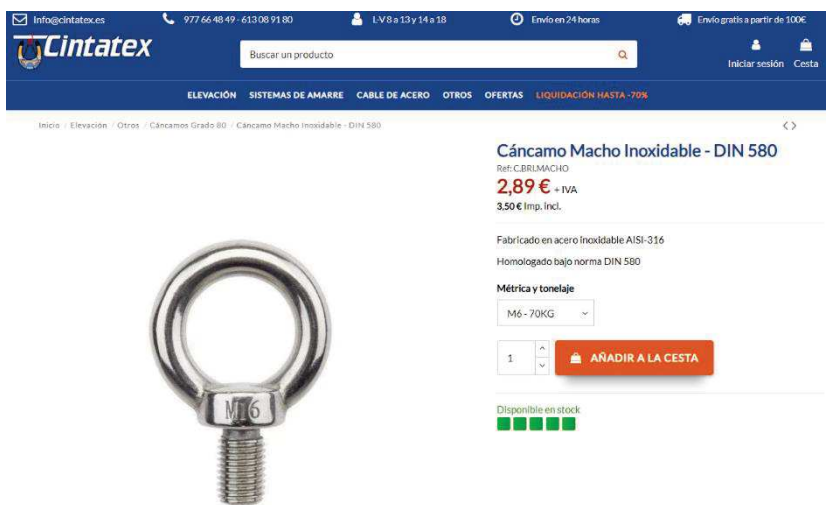 Info@cintatex.es
977 66 48 49 - 613 08 91 80
L-V 8 a 13 y 14 a 18
Envío en 24 horas
Envío gratis a partir de 100€
Cintatex
Buscar un producto
Iniciar sesión
Cesta
ELEVACIÓN SISTEMAS DE AMARRE CABLE DE ACERO OTROS OFERTAS LIQUIDACIÓN HASTA -70%
Inicio / Elevación / Otros / Cáncamos Grado 80 / Cáncamo Macho Inoxidable - DIN 580
Cáncamo Macho Inoxidable - DIN 580
Ref: C.BRI.MACHO
2,89 € + IVA
3,50 € Imp. incl.
Fabricado en acero inoxidable AISI-316
Homologado bajo norma DIN 580
Métrica y tonelaje
M6 - 70KG
1
AÑADIR A LA CESTA
Disponible en stock
M16